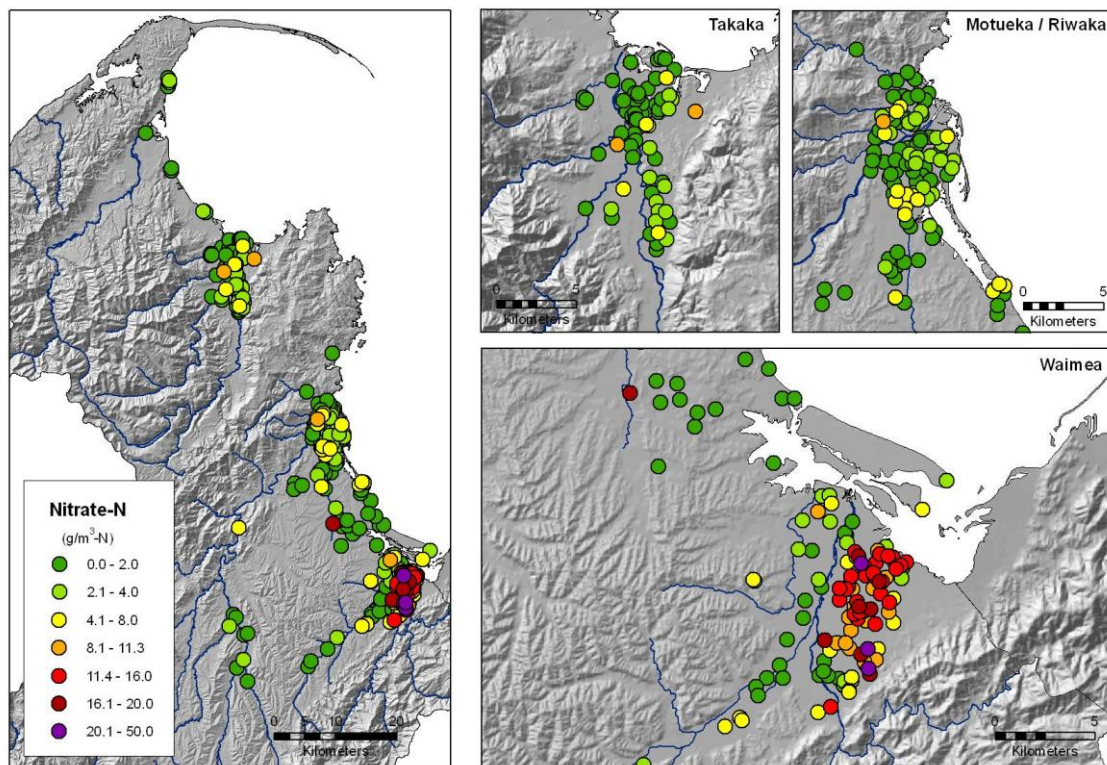 Nitrate-N
(g/m³-N)
0.0 - 2.0
2.1 - 4.0
4.1 - 8.0
8.1 - 11.3
11.4 - 16.0
16.1 - 20.0
20.1 - 50.0
0 5 10 20
Kilometers
Takaka
0 5
Kilometers
Motueka / Riwaka
0 5
Kilometers
Waimea
0 5
Kilometers